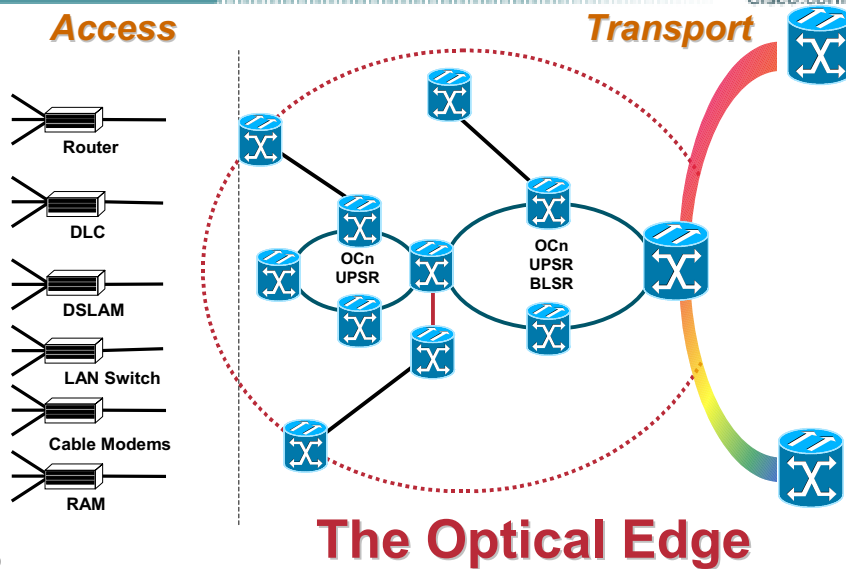 Access
Transport
Router
DLC
DSLAM
LAN Switch
Cable Modems
RAM
OCn
UPSR
OCn
UPSR
BLSR
The Optical Edge